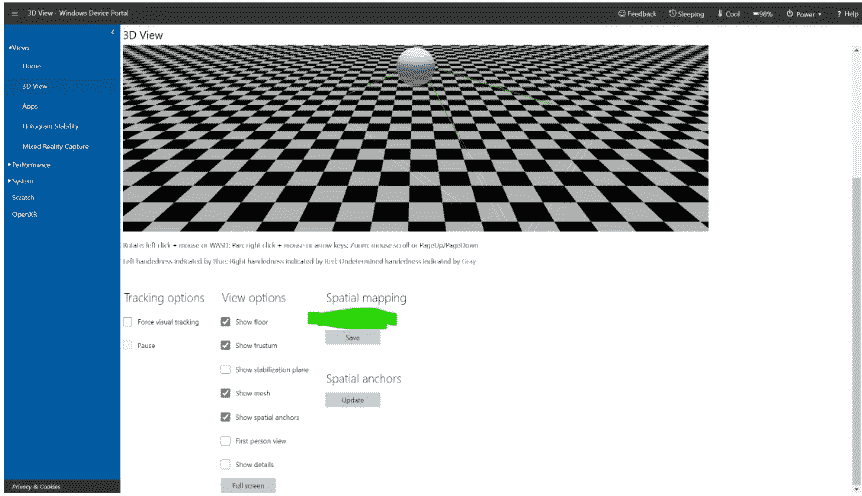 3D View - Windows Device Portal
Feedback Sleeping Cool 98% Power ? Help
3D View
Views
Home
3D View
Apps
Hologram Stability
Mixed Reality Capture
Performance
System
Scratch
OpenXR
Rotate: left click + mouse or WASD; Pan: right click + mouse or arrow keys; Zoom: mouse scroll or PageUp/PageDown
Left handedness indicated by Blue; Right handedness indicated by Red; Undetermined handedness indicated by Gray
Tracking options
Force visual tracking
Pause
View options
Show floor
Show frustum
Show stabilization plane
Show mesh
Show spatial anchors
First person view
Show details
Full screen
Spatial mapping
Save
Spatial anchors
Update
Privacy & Cookies